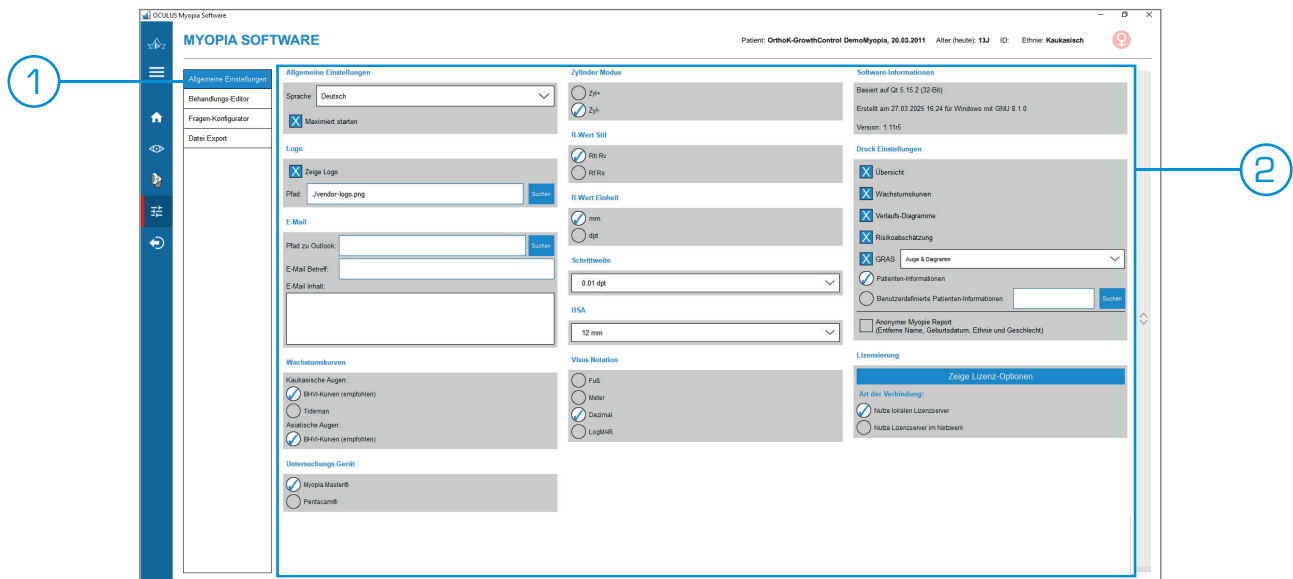 OCULUS Myopia Software
MYOPIA SOFTWARE
Patient: OrthoK-GrowthControl DemoMyopia, 20.03.2011 Alter (heute): 13J ID: Ethnie: Kaukasisch
1
2
Allgemeine Einstellungen
Behandlungs-Editor
Fragen-Konfigurator
Datei Export
Allgemeine Einstellungen
Sprache: Deutsch
Maximiert starten
Logo
Zeige Logo
Pfad: ./vendor-logo.png Suchen
E-Mail
Pfad zu Outlook: Suchen
E-Mail Betreff:
E-Mail Inhalt:
Wachstumskurven
Kaukasische Augen:
BHVI-Kurven (empfohlen)
Tideman
Asiatische Augen:
BHVI-Kurven (empfohlen)
Untersuchungs-Gerät
Myopia Master®
Pentacam®
Zylinder Modus
Zyl+
Zyl-
R-Wert Stil
Rh Rv
Rf Rs
R-Wert Einheit
mm
dpt
Schrittweite
0.01 dpt
HSA
12 mm
Visus Notation
Fuß
Meter
Dezimal
LogMAR
Software-Informationen
Basiert auf Qt 5.15.2 (32-Bit)
Erstellt am 27.03.2025 16:24 für Windows mit GNU 8.1.0
Version: 1.11r5
Druck Einstellungen
Übersicht
Wachstumskurven
Verlaufs-Diagramme
Risikoabschätzung
GRAS Auge & Diagramm
Patienten-Informationen
Benutzerdefinierte Patienten-Informationen Suchen
Anonymer Myopie Report
(Entferne Name, Geburtsdatum, Ethnie und Geschlecht)
Lizensierung
Zeige Lizenz-Optionen
Art der Verbindung:
Nutze lokalen Lizenzserver
Nutze Lizenzserver im Netzwerk